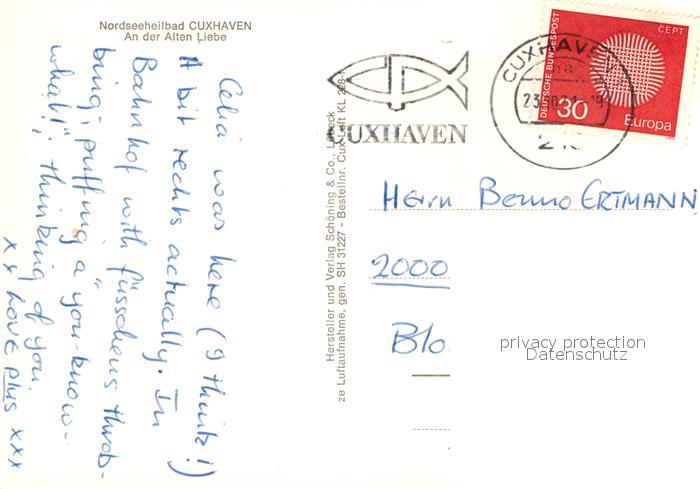 Nordseeheilbad CUXHAVEN
An der Alten Liebe
Celia was here (I think!)
A bit rechts actually. In
Bahnhof with füsschens throb-
bing; puffing a "you-know-
what!"; thinking of you.
xx LOVE plus xxx
Hersteller und Verlag Schöning & Co., Lübeck
ze Luftaufnahme, gen. SH 31227 - Bestellnr. Cux
CUXHAVEN
CUXHAVEN
23
DEUTSCHE BUNDESPOST
CEPT
30
Europa
Herrn Benno ERTMANN
2000
Blo
privacy protection
Datenschutz